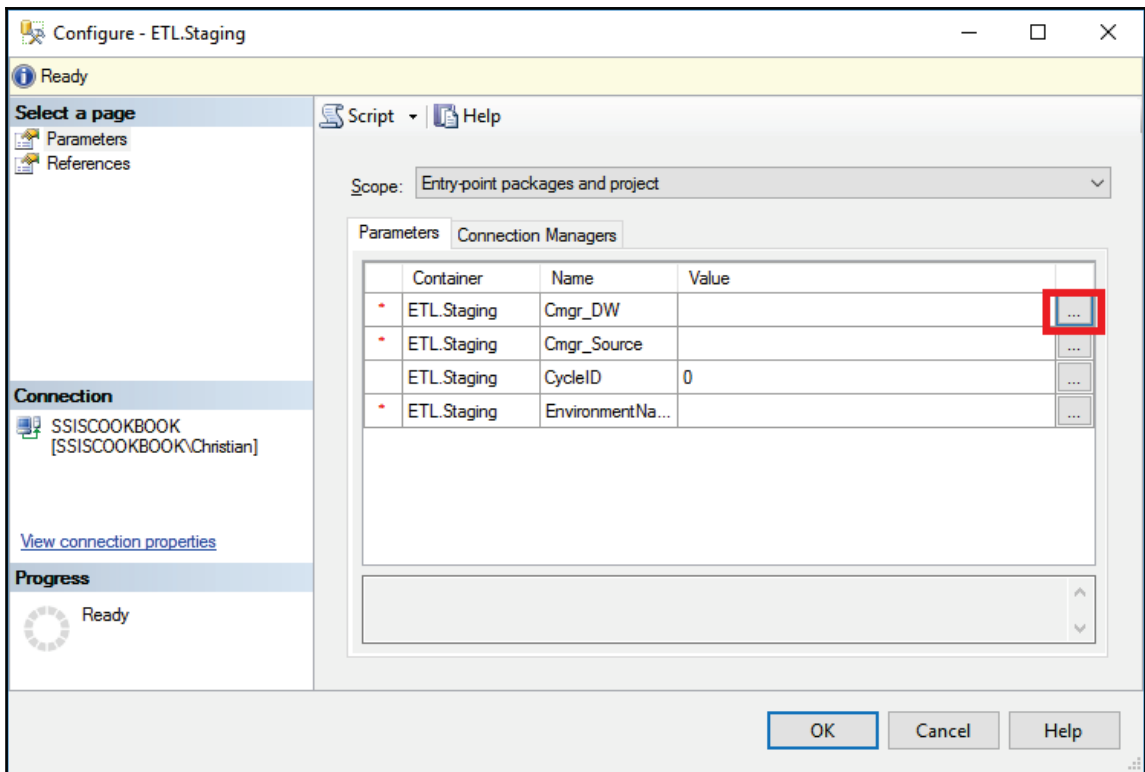 Configure - ETL.Staging
Ready
Select a page
Parameters
References
Script
Help
Scope: Entry-point packages and project
Parameters Connection Managers
Container Name Value
* ETL.Staging Cmgr_DW ...
* ETL.Staging Cmgr_Source ...
ETL.Staging CycleID 0 ...
* ETL.Staging EnvironmentNa... ...
Connection
SSISCOOKBOOK
[SSISCOOKBOOK\Christian]
View connection properties
Progress
Ready
OK Cancel Help